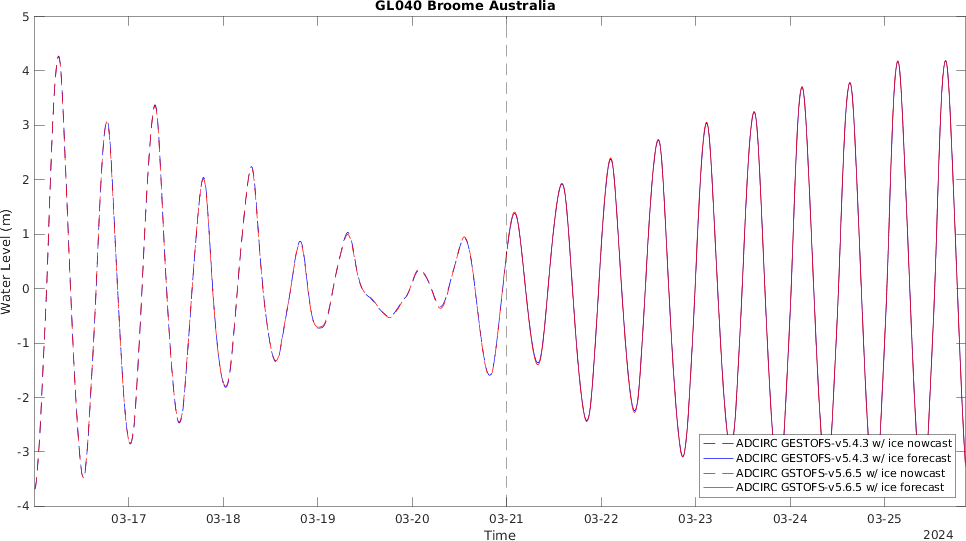 GL040 Broome Australia
5
4
3
2
1
0
-1
-2
-3
-4
Water Level (m)
ADCIRC GESTOFS-v5.4.3 w/ ice nowcast
ADCIRC GESTOFS-v5.4.3 w/ ice forecast
ADCIRC GSTOFS-v5.6.5 w/ ice nowcast
ADCIRC GSTOFS-v5.6.5 w/ ice forecast
03-17 03-18 03-19 03-20 03-21 03-22 03-23 03-24 03-25
Time
2024